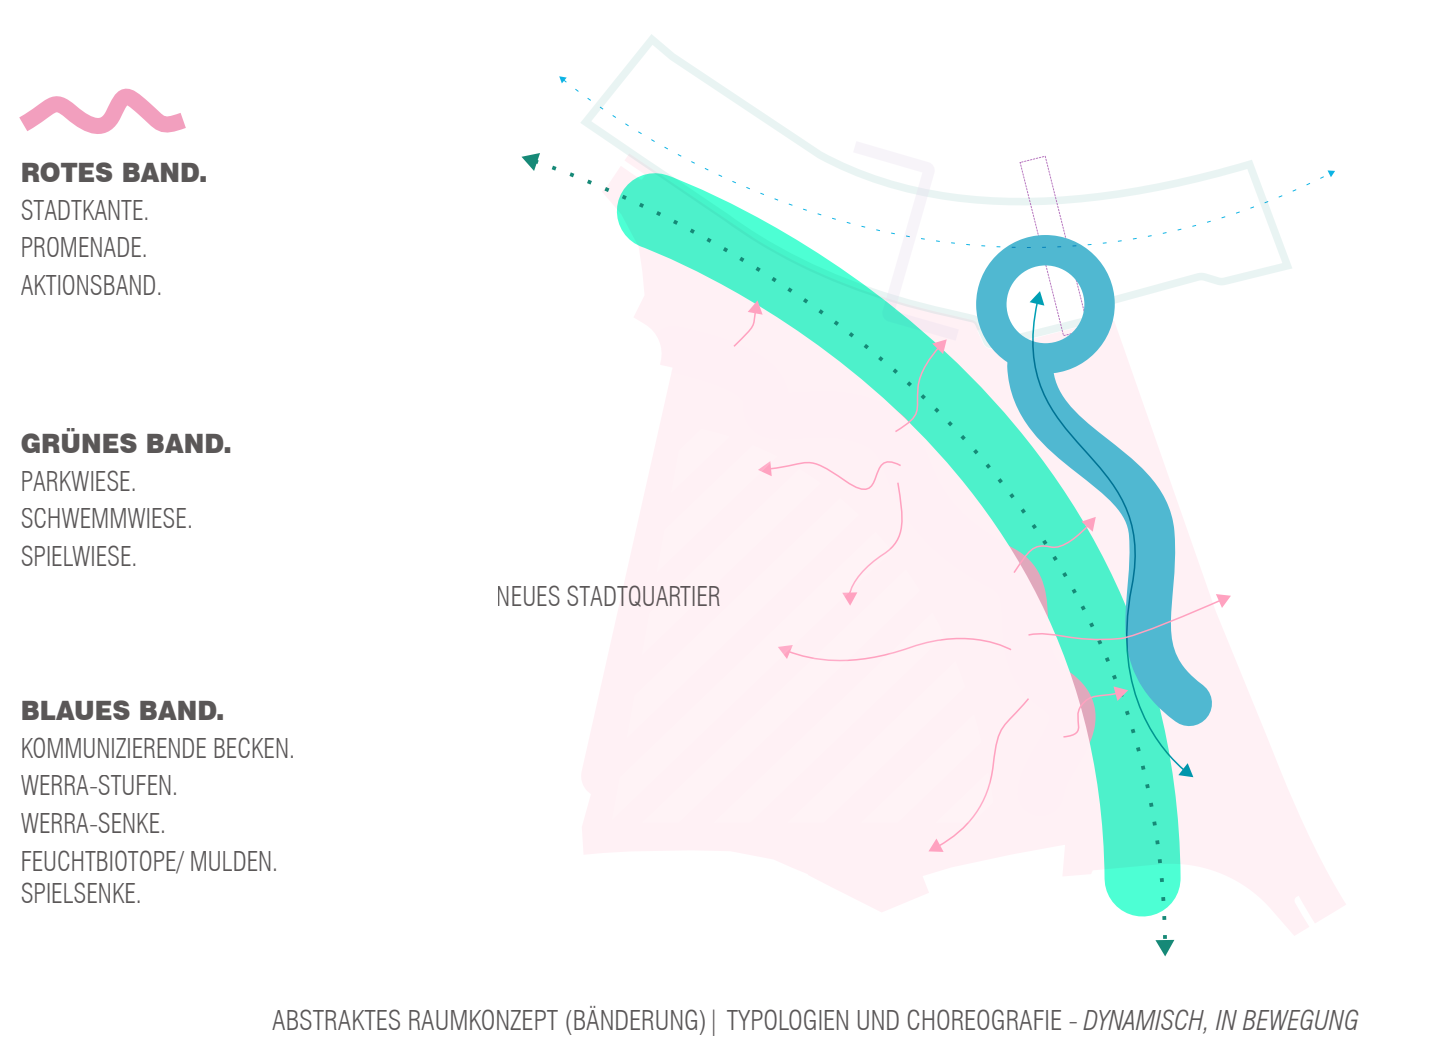 ROTES BAND.
STADTKANTE.
PROMENADE.
AKTIONSBAND.
GRÜNES BAND.
PARKWIESE.
SCHWEMMWIESE.
SPIELWIESE.
NEUES STADTQUARTIER
BLAUES BAND.
KOMMUNIZIERENDE BECKEN.
WERRA-STUFEN.
WERRA-SENKE.
FEUCHTBIOTOPE/ MULDEN.
SPIELSENKE.
ABSTRAKTES RAUMKONZEPT (BÄNDERUNG) | TYPOLOGIEN UND CHOREOGRAFIE - DYNAMISCH, IN BEWEGUNG